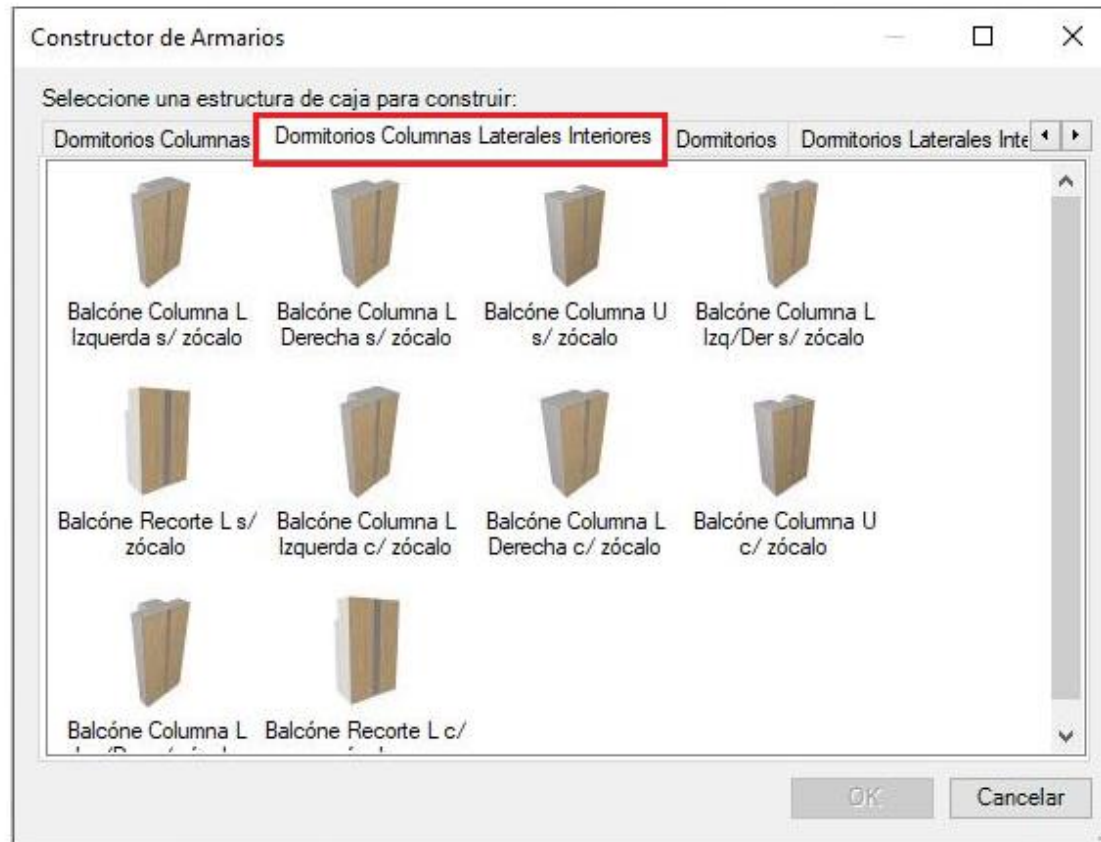 Constructor de Armarios
Seleccione una estructura de caja para construir:
Dormitorios Columnas Dormitorios Columnas Laterales Interiores Dormitorios Dormitorios Laterales Inte
Balcóne Columna L Balcóne Columna L Balcóne Columna U Balcóne Columna L
Izquerda s/ zócalo Derecha s/ zócalo s/ zócalo Izq/Der s/ zócalo
Balcóne Recorte L s/ Balcóne Columna L Balcóne Columna L Balcóne Columna U
zócalo Izquerda c/ zócalo Derecha c/ zócalo c/ zócalo
Balcóne Columna L Balcóne Recorte L c/
OK Cancelar